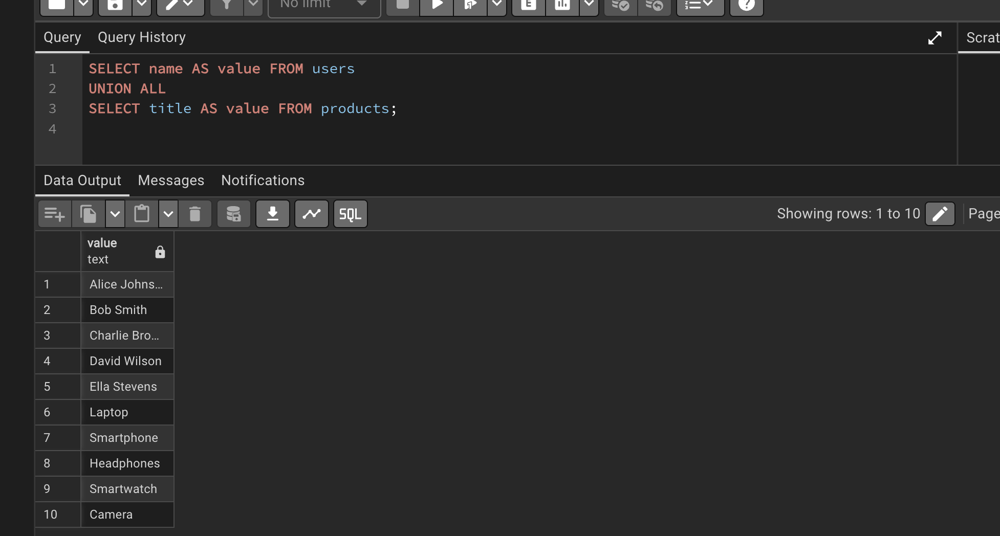 No limit
Query Query History
Scrat
1 SELECT name AS value FROM users
2 UNION ALL
3 SELECT title AS value FROM products;
4
Data Output Messages Notifications
SQL Showing rows: 1 to 10 Page
value
text
1 Alice Johns...
2 Bob Smith
3 Charlie Bro...
4 David Wilson
5 Ella Stevens
6 Laptop
7 Smartphone
8 Headphones
9 Smartwatch
10 Camera